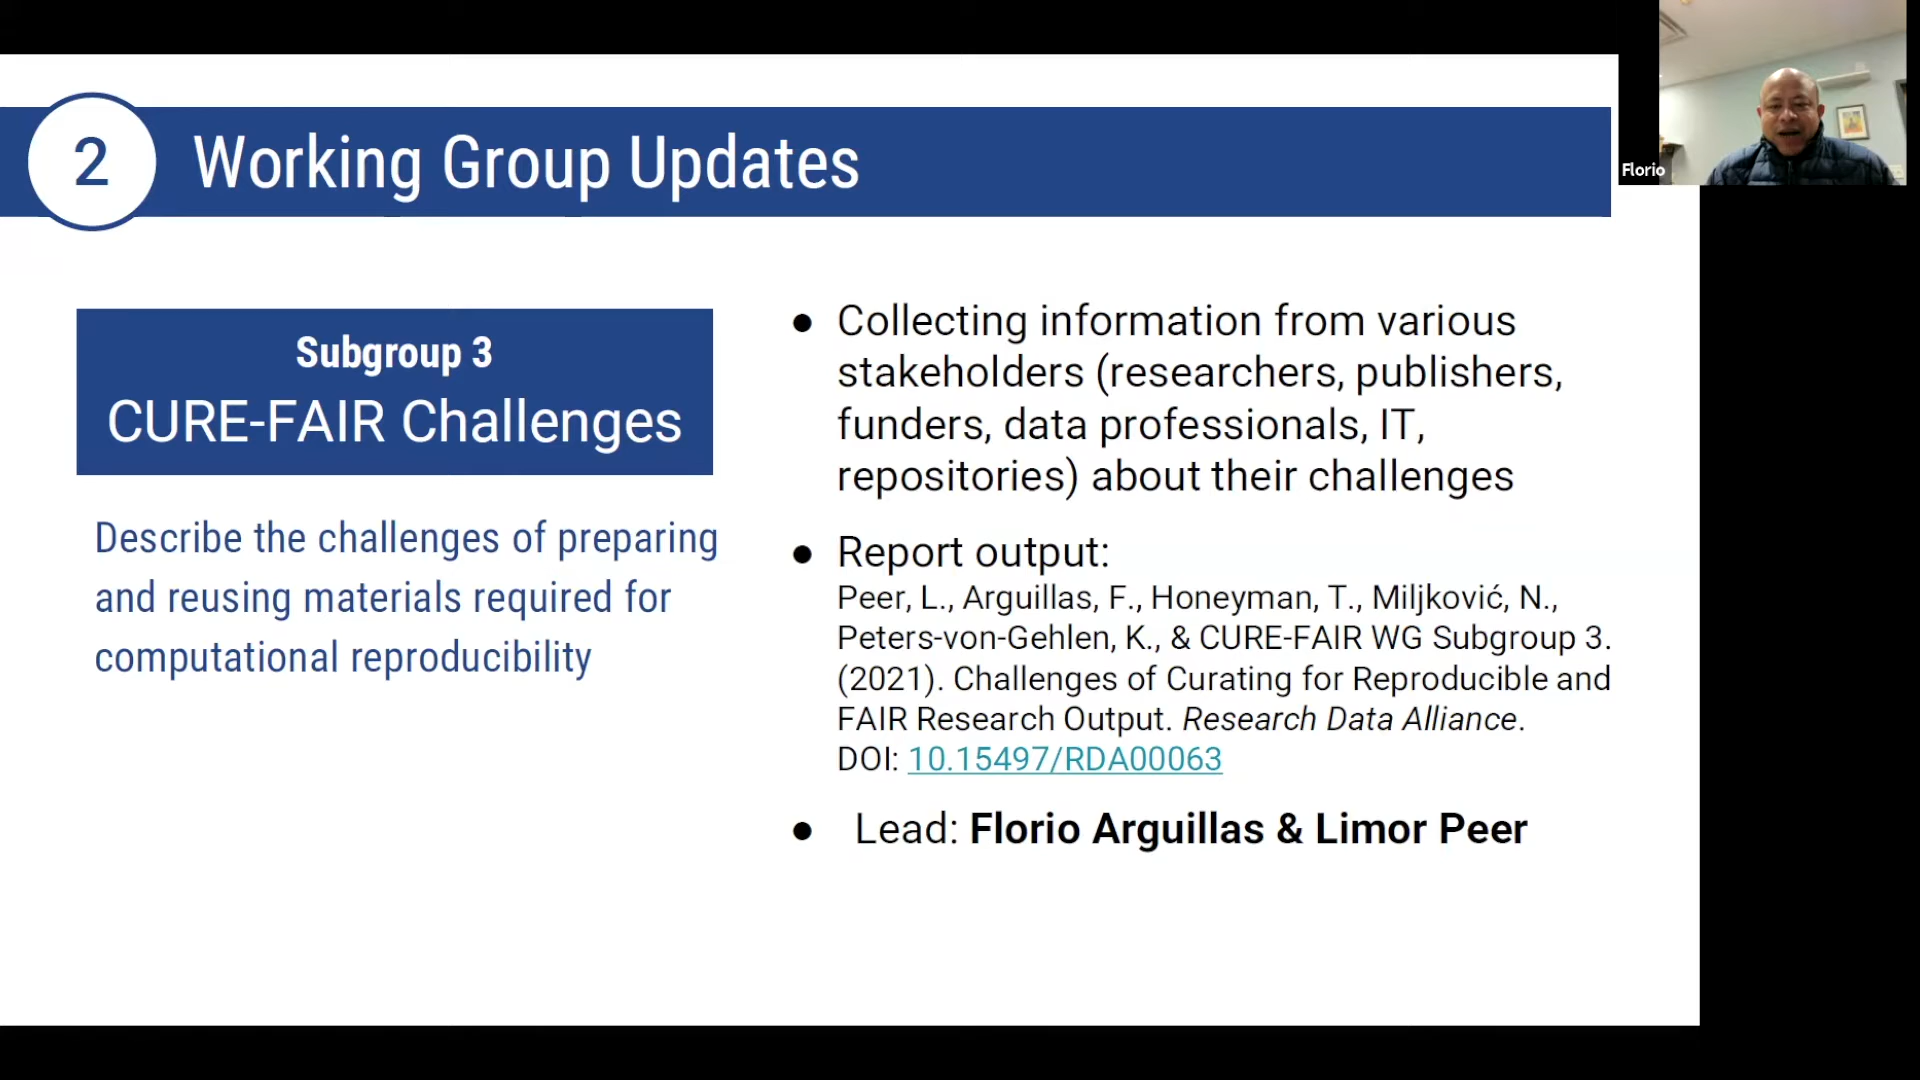 2 Working Group Updates
Florio
Subgroup 3
CURE-FAIR Challenges
Describe the challenges of preparing
and reusing materials required for
computational reproducibility
● Collecting information from various
stakeholders (researchers, publishers,
funders, data professionals, IT,
repositories) about their challenges
● Report output:
Peer, L., Arguillas, F., Honeyman, T., Miljković, N.,
Peters-von-Gehlen, K., & CURE-FAIR WG Subgroup 3.
(2021). Challenges of Curating for Reproducible and
FAIR Research Output. Research Data Alliance.
DOI: 10.15497/RDA00063
● Lead: Florio Arguillas & Limor Peer